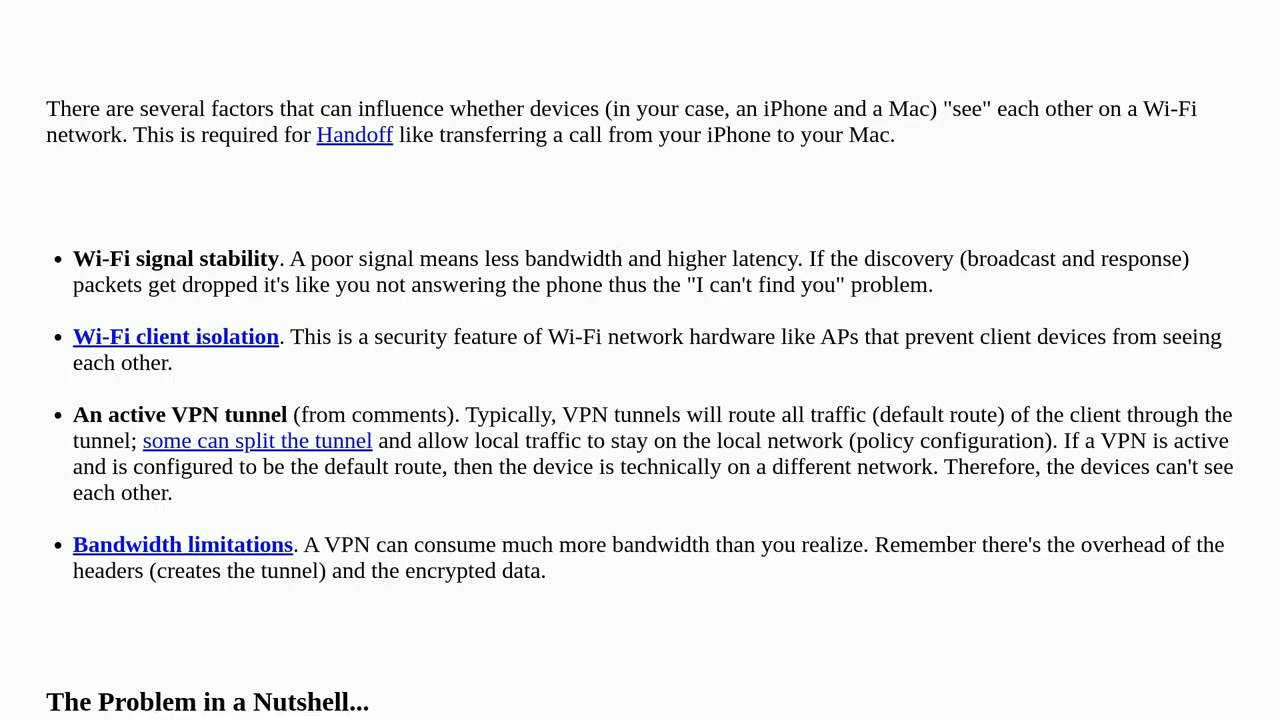 There are several factors that can influence whether devices (in your case, an iPhone and a Mac) "see" each other on a Wi-Fi
network. This is required for Handoff like transferring a call from your iPhone to your Mac.
• Wi-Fi signal stability. A poor signal means less bandwidth and higher latency. If the discovery (broadcast and response)
packets get dropped it's like you not answering the phone thus the "I can't find you" problem.
• Wi-Fi client isolation. This is a security feature of Wi-Fi network hardware like APs that prevent client devices from seeing
each other.
• An active VPN tunnel (from comments). Typically, VPN tunnels will route all traffic (default route) of the client through the
tunnel; some can split the tunnel and allow local traffic to stay on the local network (policy configuration). If a VPN is active
and is configured to be the default route, then the device is technically on a different network. Therefore, the devices can't see
each other.
• Bandwidth limitations. A VPN can consume much more bandwidth than you realize. Remember there's the overhead of the
headers (creates the tunnel) and the encrypted data.
The Problem in a Nutshell...